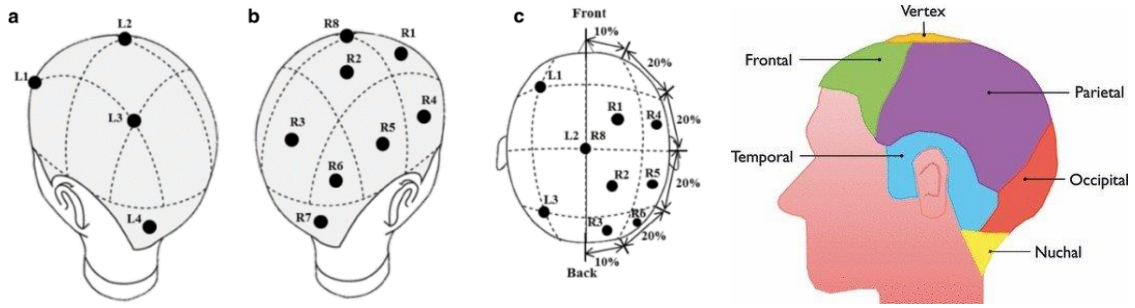 a
L2
L1
L3
L4
b
R8
R1
R2
R4
R3
R5
R6
R7
c
Front
10%
20%
L1
20%
R1
R4
L2 R8
20%
R2
R5
L3
20%
R3
R6
20%
10%
Back
Vertex
Frontal
Parietal
Temporal
Occipital
Nuchal